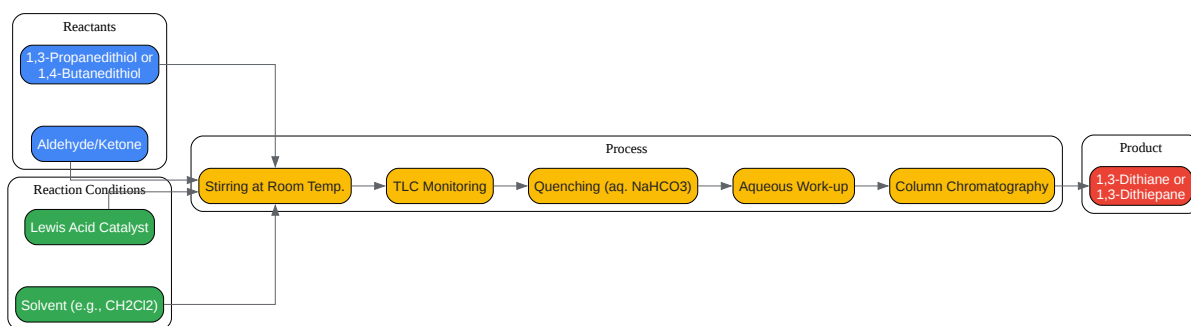 Reactants
1,3-Propanedithiol or
1,4-Butanedithiol
Aldehyde/Ketone
Reaction Conditions
Lewis Acid Catalyst
Solvent (e.g., CH2Cl2)
Process
Stirring at Room Temp.
TLC Monitoring
Quenching (aq. NaHCO3)
Aqueous Work-up
Column Chromatography
Product
1,3-Dithiane or
1,3-Dithiepane